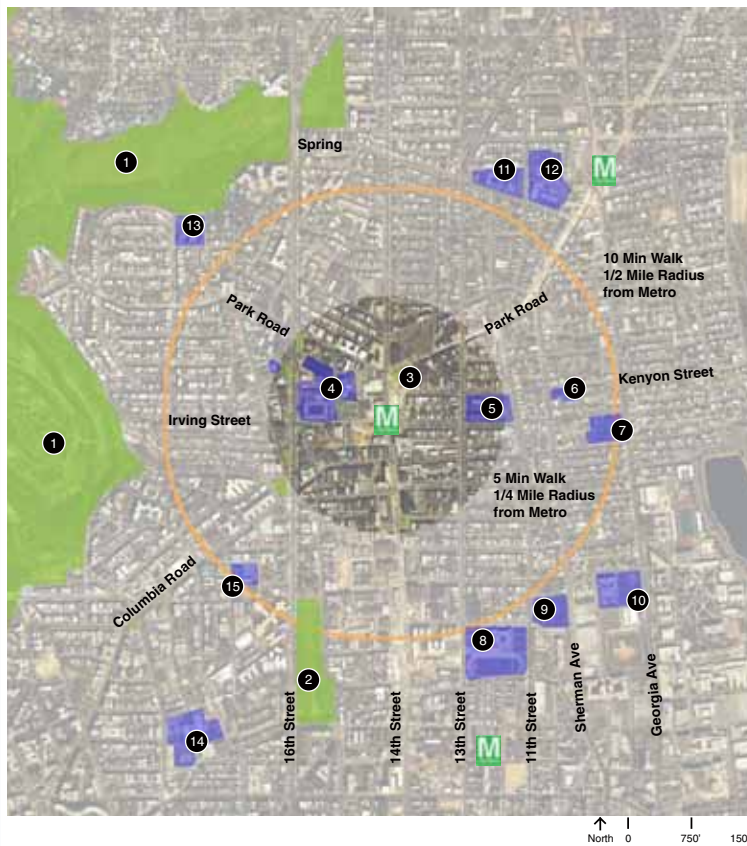 Spring
1
11
12
M
13
10 Min Walk
1/2 Mile Radius
from Metro
Park Road
Park Road
3
Kenyon Street
4
6
5
M
Irving Street
7
1
5 Min Walk
1/4 Mile Radius
from Metro
Columbia Road
15
10
9
8
2
16th Street
14th Street
13th Street
11th Street
Sherman Ave
Georgia Ave
14
M
North 0 750' 150